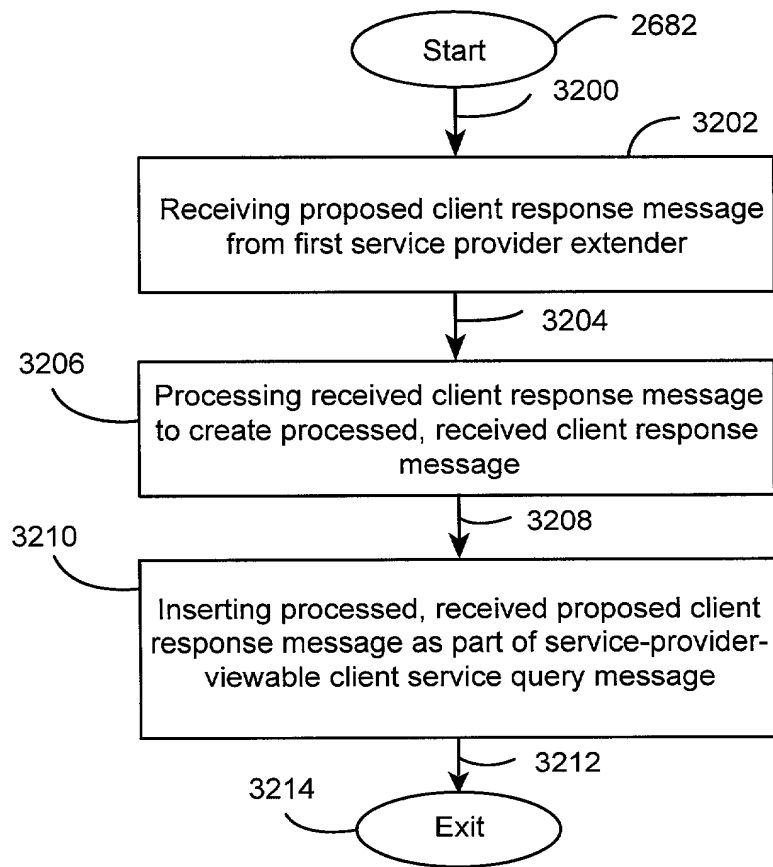 Start
2682
3200
3202
Receiving proposed client response message
from first service provider extender
3204
3206
Processing received client response message
to create processed, received client response
message
3208
3210
Inserting processed, received proposed client
response message as part of service-provider-
viewable client service query message
3212
3214
Exit